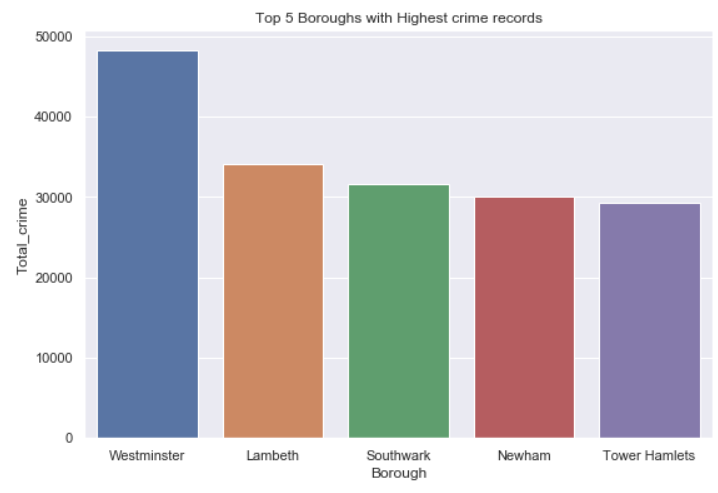 Top 5 Boroughs with Highest crime records
50000
40000
30000
20000
10000
0
Total_crime
Westminster Lambeth Southwark Newham Tower Hamlets
Borough